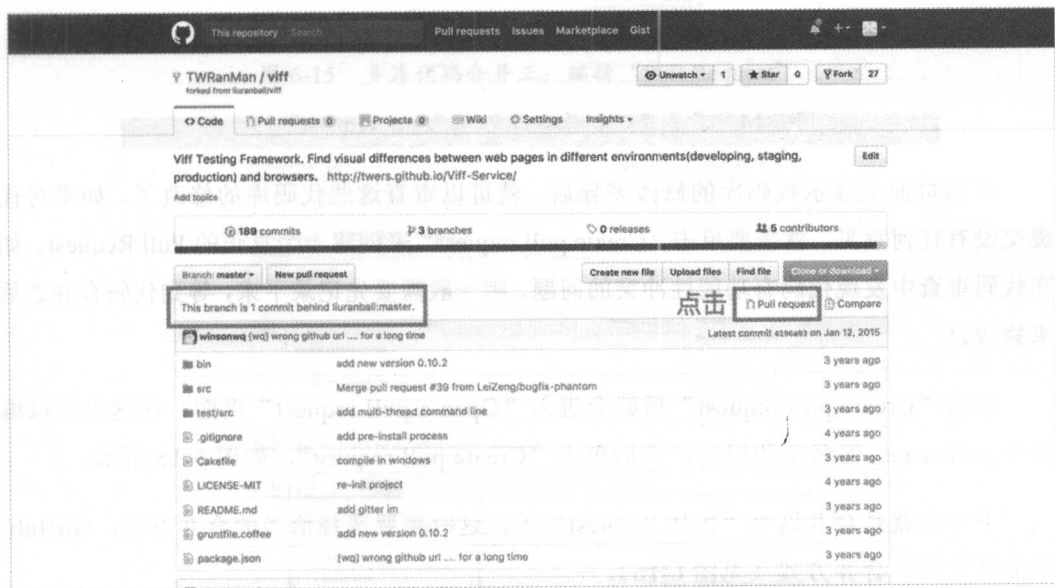 This repository Search Pull requests Issues Marketplace Gist
TWRanMan / viff Unwatch 1 Star 0 Fork 27
forked from liuranball/viff
Code Pull requests 0 Projects 0 Wiki Settings Insights
Viff Testing Framework. Find visual differences between web pages in different environments(developing, staging, Edit
production) and browsers. http://twers.github.io/Viff-Service/
Add topics
189 commits 3 branches 0 releases 5 contributors
Branch: master New pull request Create new file Upload files Find file Clone or download
This branch is 1 commit behind liuranball:master. 点击 Pull request Compare
winsonwq (wq) wrong github url .... for a long time Latest commit on Jan 12, 2015
bin add new version 0.10.2 3 years ago
src Merge pull request #39 from LeiZeng/bugfix-phantom 3 years ago
test/src add multi-thread command line 3 years ago
.gitignore add pre-install process 4 years ago
Cakefile compile in windows 3 years ago
LICENSE-MIT re-init project 4 years ago
README.md add gitter im 3 years ago
gruntfile.coffee add new version 0.10.2 3 years ago
package.json (wq) wrong github url .... for a long time 3 years ago